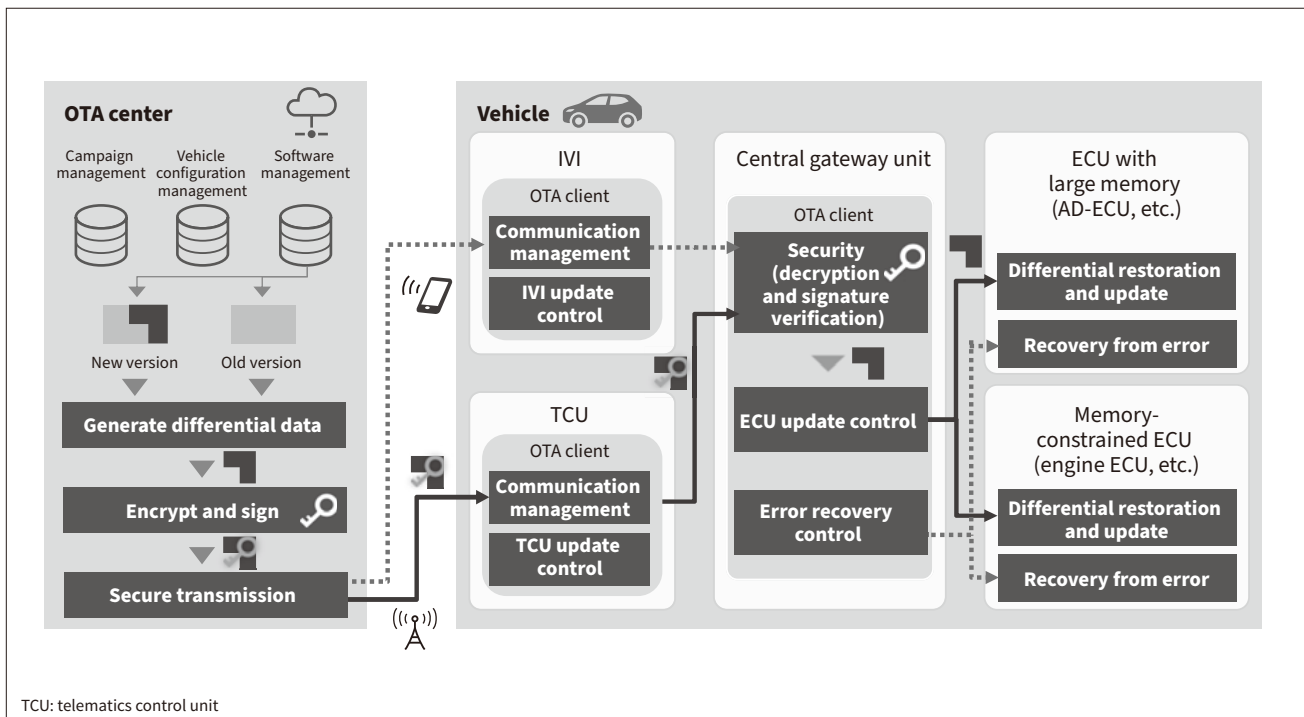 OTA center
Campaign
management
Vehicle
configuration
management
Software
management
New version
Old version
Generate differential data
Encrypt and sign
Secure transmission
Vehicle
IVI
OTA client
Communication
management
IVI update
control
TCU
OTA client
Communication
management
TCU update
control
Central gateway unit
OTA client
Security
(decryption
and signature
verification)
ECU update control
Error recovery
control
ECU with
large memory
(AD-ECU, etc.)
Differential restoration
and update
Recovery from error
Memory-
constrained ECU
(engine ECU, etc.)
Differential restoration
and update
Recovery from error
TCU: telematics control unit